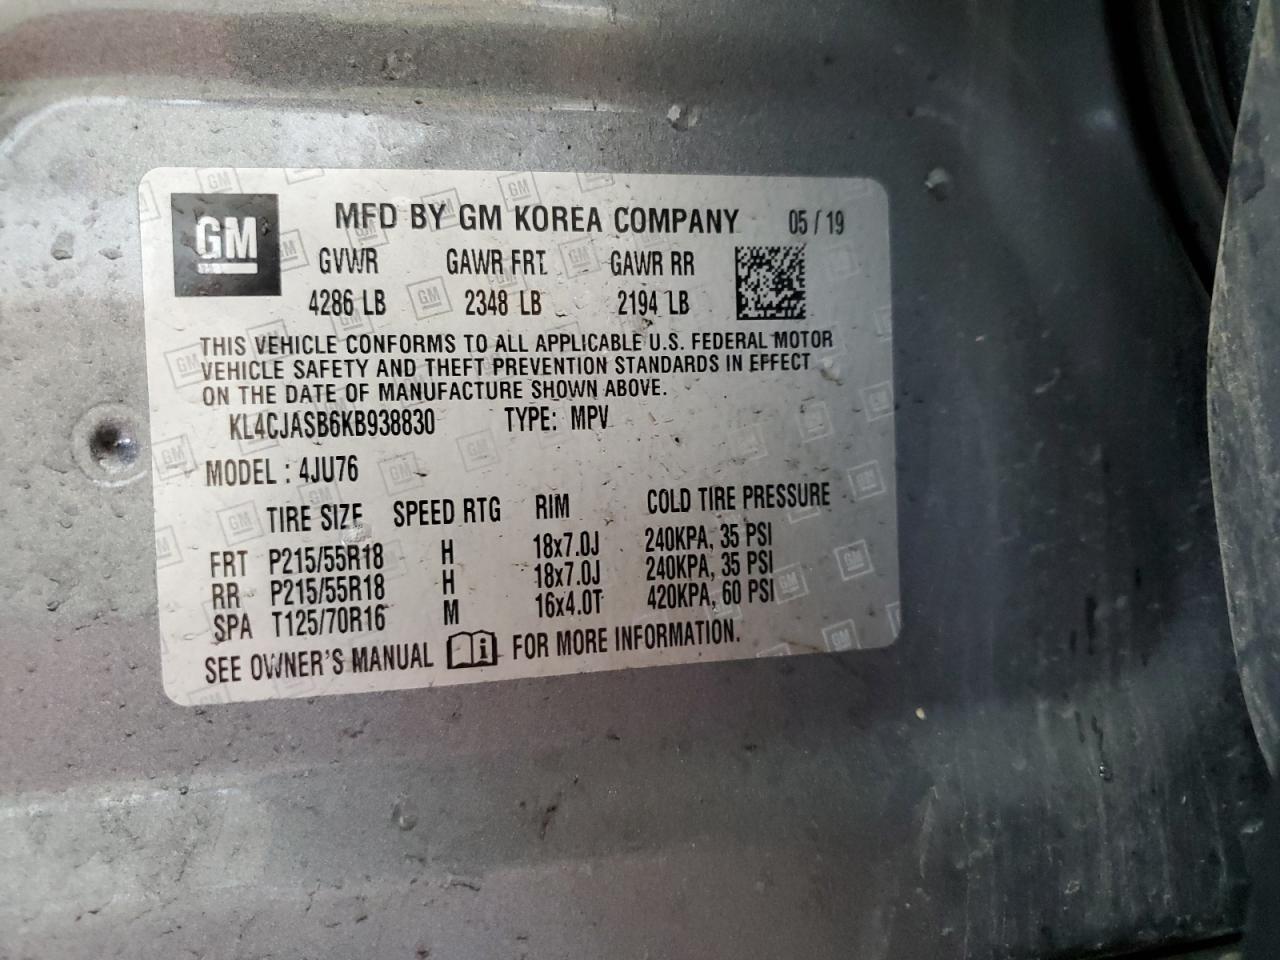 GM MFD BY GM KOREA COMPANY 05/19
GVWR GAWR FRT GAWR RR
4286 LB 2348 LB 2194 LB
THIS VEHICLE CONFORMS TO ALL APPLICABLE U.S. FEDERAL MOTOR
VEHICLE SAFETY AND THEFT PREVENTION STANDARDS IN EFFECT
ON THE DATE OF MANUFACTURE SHOWN ABOVE.
KL4CJASB6KB938830 TYPE: MPV
MODEL : 4JU76
TIRE SIZE SPEED RTG RIM COLD TIRE PRESSURE
FRT P215/55R18 H 18x7.0J 240KPA, 35 PSI
RR P215/55R18 H 18x7.0J 240KPA, 35 PSI
SPA T125/70R16 M 16x4.0T 420KPA, 60 PSI
SEE OWNER'S MANUAL i FOR MORE INFORMATION.